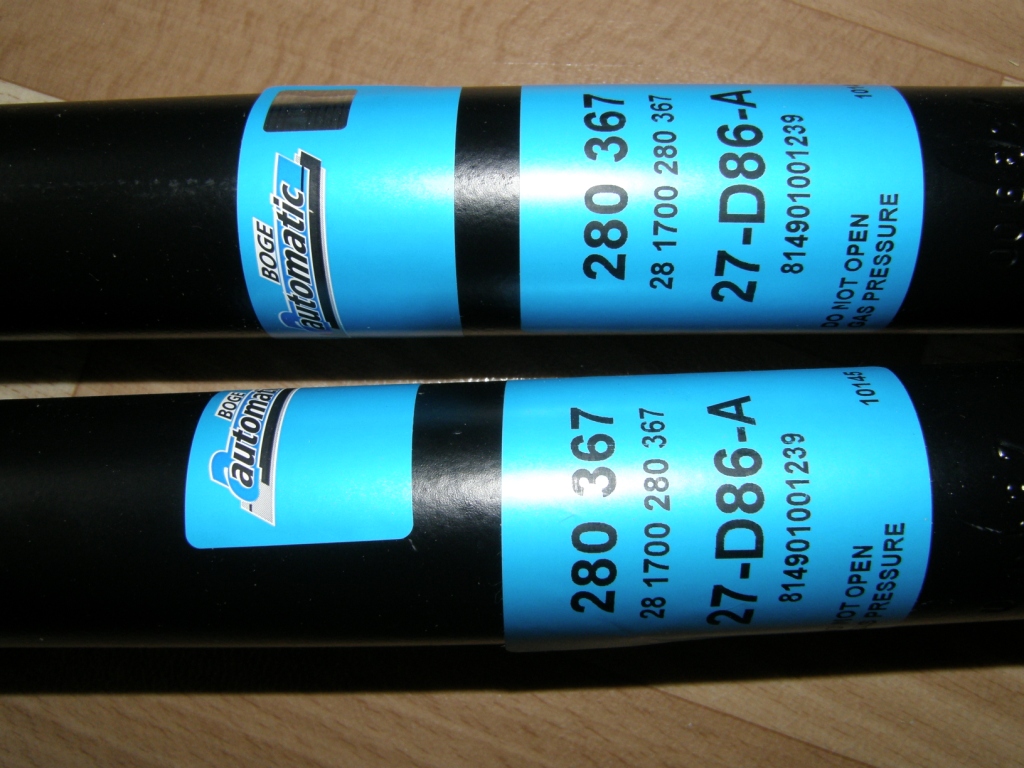 BOGE
automatic
280 367
28 1700 280 367
27-D86-A
814901001239
DO NOT OPEN
GAS PRESSURE
BOGE
automatic
280 367
28 1700 280 367
27-D86-A
814901001239
NOT OPEN
PRESSURE
10145